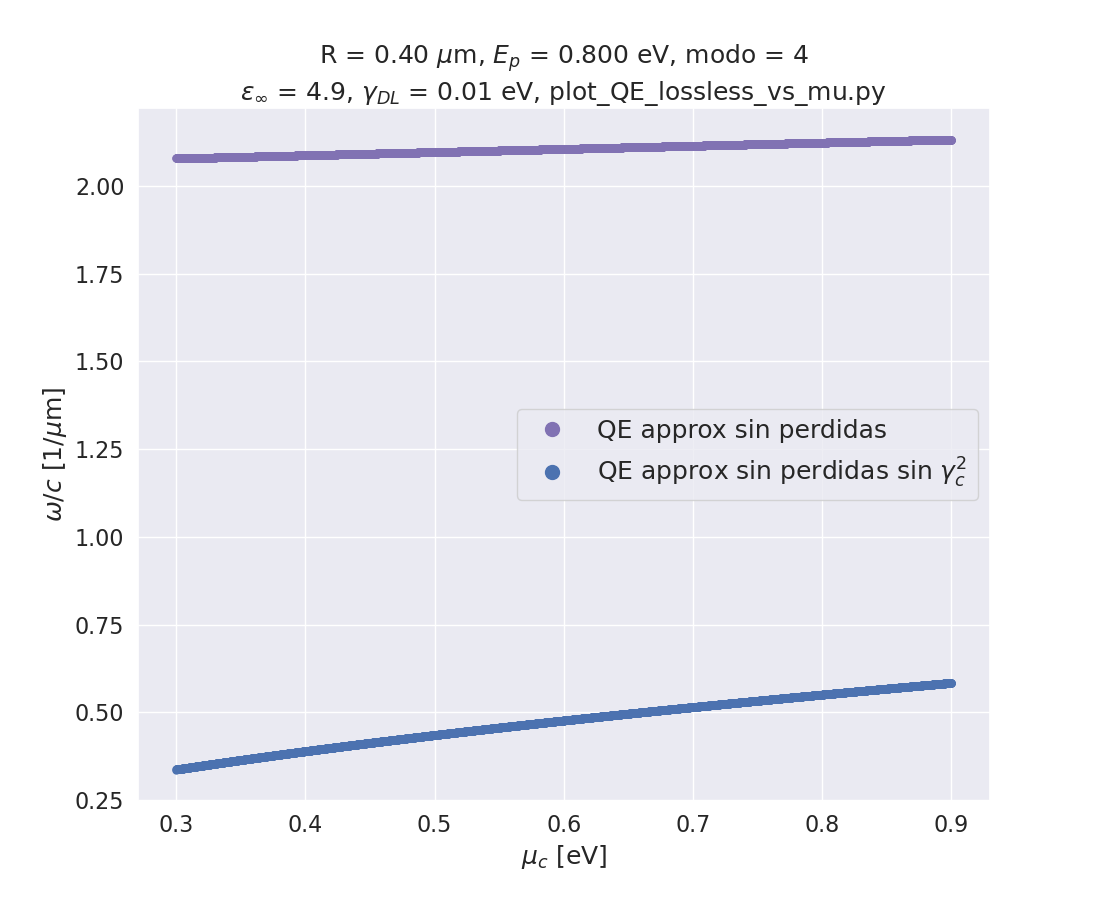 R = 0.40 μm, E_p = 0.800 eV, modo = 4
ε_∞ = 4.9, γ_DL = 0.01 eV, plot_QE_lossless_vs_mu.py
2.00
1.75
1.50
1.25
1.00
0.75
0.50
0.25
ω/c [1/μm]
QE approx sin perdidas
QE approx sin perdidas sin γ_c^2
0.3 0.4 0.5 0.6 0.7 0.8 0.9
μ_c [eV]